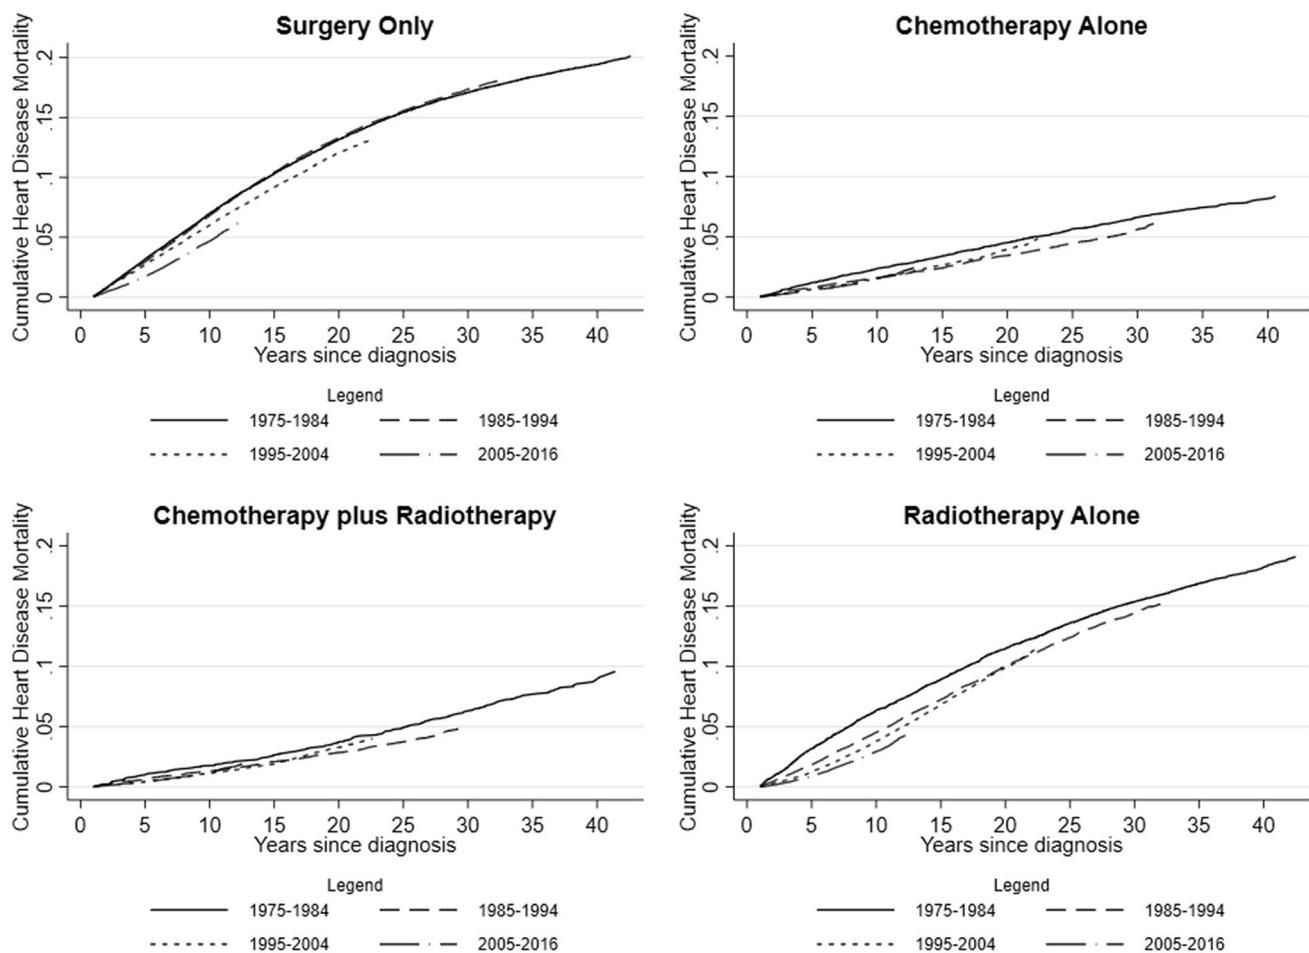 Surgery Only
Cumulative Heart Disease Mortality
.2
.15
.1
.05
0
0 5 10 15 20 25 30 35 40
Years since diagnosis
Legend
1975-1984 1985-1994
1995-2004 2005-2016
Chemotherapy Alone
Cumulative Heart Disease Mortality
.2
.15
.1
.05
0
0 5 10 15 20 25 30 35 40
Years since diagnosis
Legend
1975-1984 1985-1994
1995-2004 2005-2016
Chemotherapy plus Radiotherapy
Cumulative Heart Disease Mortality
.2
.15
.1
.05
0
0 5 10 15 20 25 30 35 40
Years since diagnosis
Legend
1975-1984 1985-1994
1995-2004 2005-2016
Radiotherapy Alone
Cumulative Heart Disease Mortality
.2
.15
.1
.05
0
0 5 10 15 20 25 30 35 40
Years since diagnosis
Legend
1975-1984 1985-1994
1995-2004 2005-2016